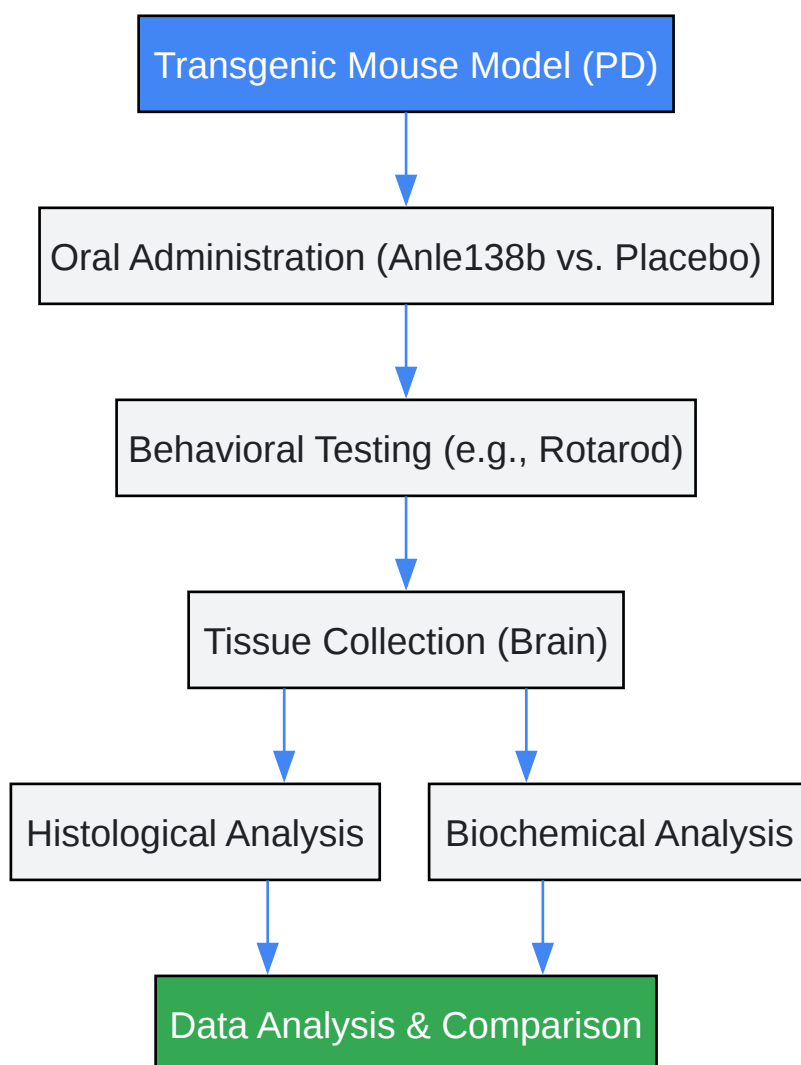 Transgenic Mouse Model (PD)
Oral Administration (Anle138b vs. Placebo)
Behavioral Testing (e.g., Rotarod)
Tissue Collection (Brain)
Histological Analysis
Biochemical Analysis
Data Analysis & Comparison